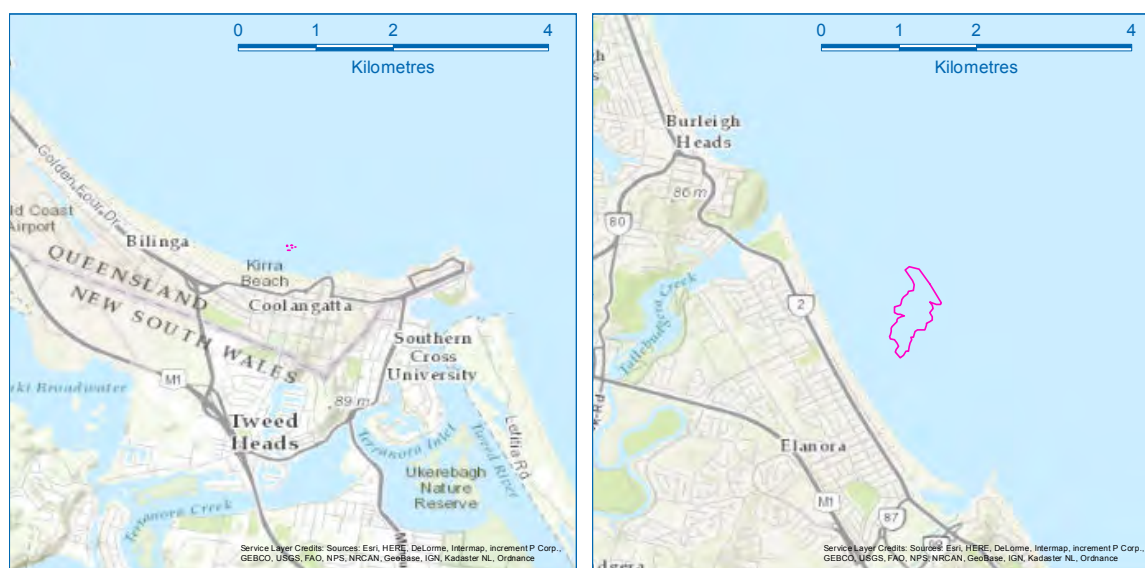 0 1 2 4
Kilometres
Golden Four Dr
ld Coast
Airport
Bilinga
Kirra
Beach
Coolangatta
QUEENSLAND
NEW SOUTH WALES
Southern
Cross
University
M1
89 m
Tweed
Heads
Terranora Inlet
Tweed River
Letitia Rd
Ukerebagh
Nature
Reserve
ki Broadwater
Terranora Creek
Service Layer Credits: Sources: Esri, HERE, DeLorme, Intermap, increment P Corp.,
GEBCO, USGS, FAO, NPS, NRCAN, GeoBase, IGN, Kadaster NL, Ordnance
0 1 2 4
Kilometres
Burleigh
Heads
86 m
80
Tallebudgera Creek
2
Elanora
M1
87
Service Layer Credits: Sources: Esri, HERE, DeLorme, Intermap, increment P Corp.,
GEBCO, USGS, FAO, NPS, NRCAN, GeoBase, IGN, Kadaster NL, Ordnance